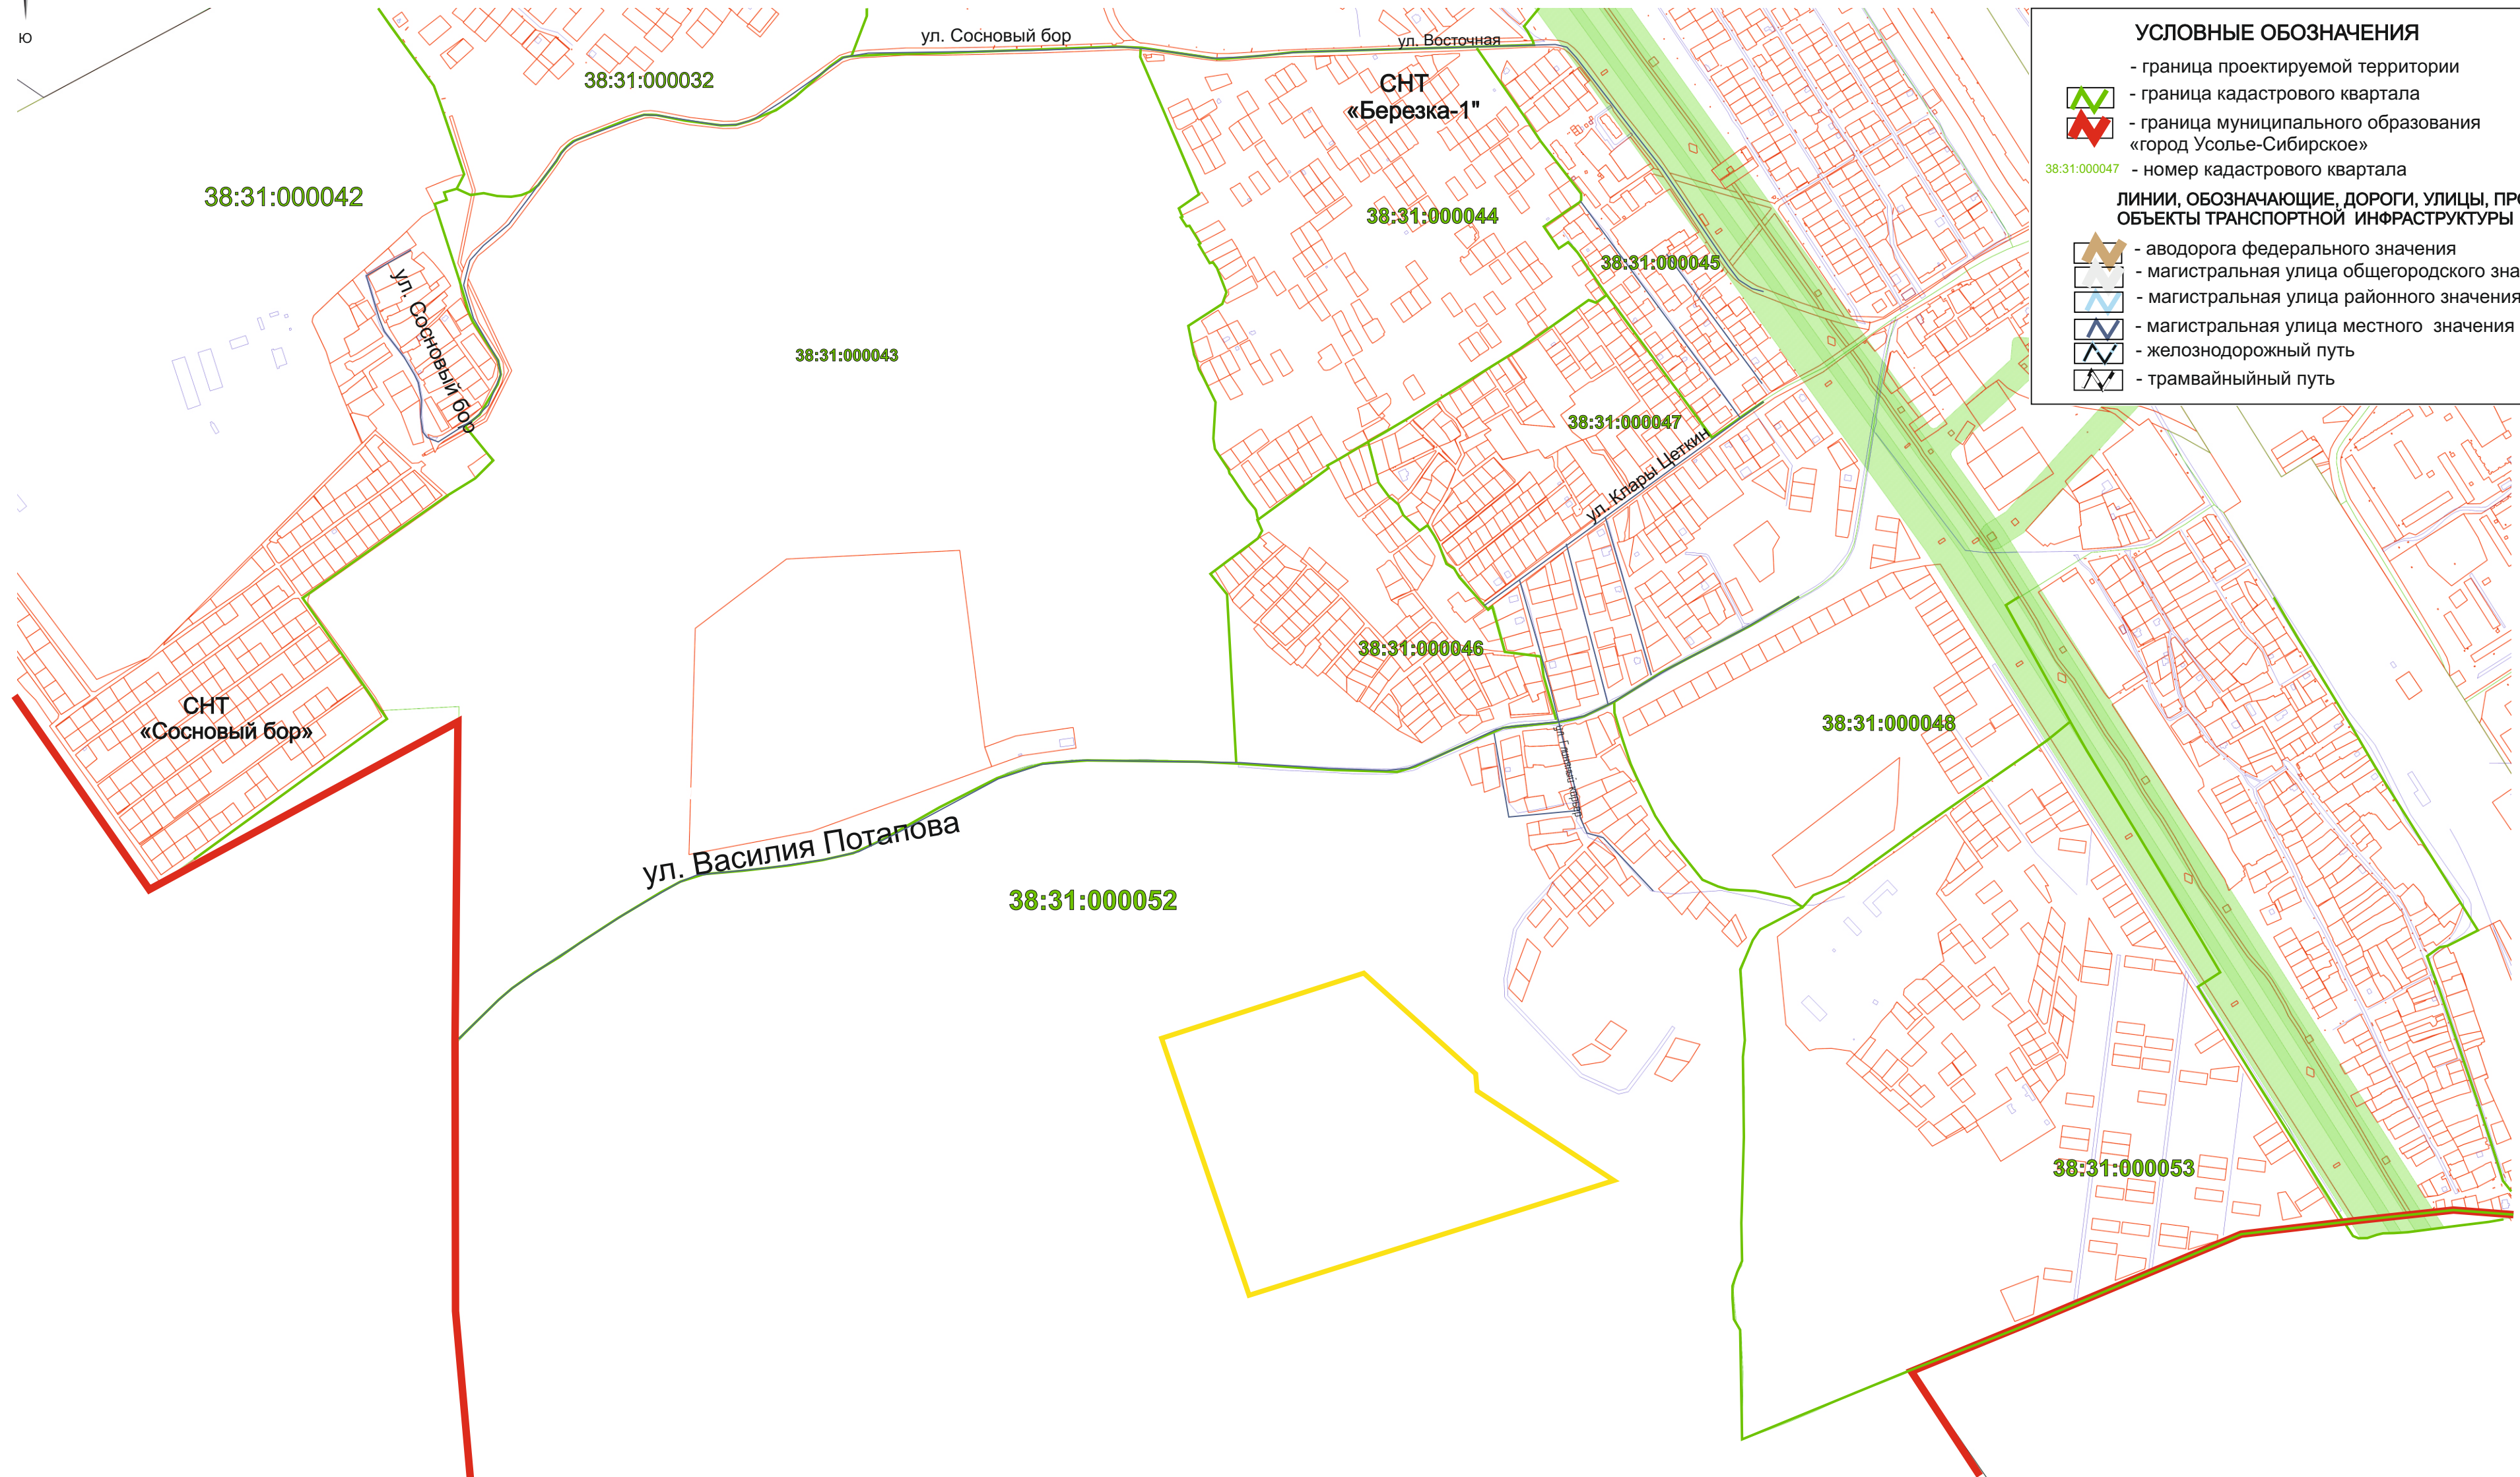 Ю
ул. Сосновый бор
ул. Восточная
38:31:000032
СНТ
«Березка-1"
38:31:000042
38:31:000044
38:31:000045
ул. Сосновый бор
38:31:000043
38:31:000047
ул. Клары Цеткин
38:31:000046
СНТ
«Сосновый бор»
38:31:000048
ул. Василия Потапова
38:31:000052
38:31:000053
УСЛОВНЫЕ ОБОЗНАЧЕНИЯ
- граница проектируемой территории
- граница кадастрового квартала
- граница муниципального образования
«город Усолье-Сибирское»
38:31:000047 - номер кадастрового квартала
ЛИНИИ, ОБОЗНАЧАЮЩИЕ, ДОРОГИ, УЛИЦЫ, ПРО
ОБЪЕКТЫ ТРАНСПОРТНОЙ ИНФРАСТРУКТУРЫ
- аводорога федерального значения
- магистральная улица общегородского зна
- магистральная улица районного значения
- магистральная улица местного значения
- желознодорожный путь
- трамвайныйный путь